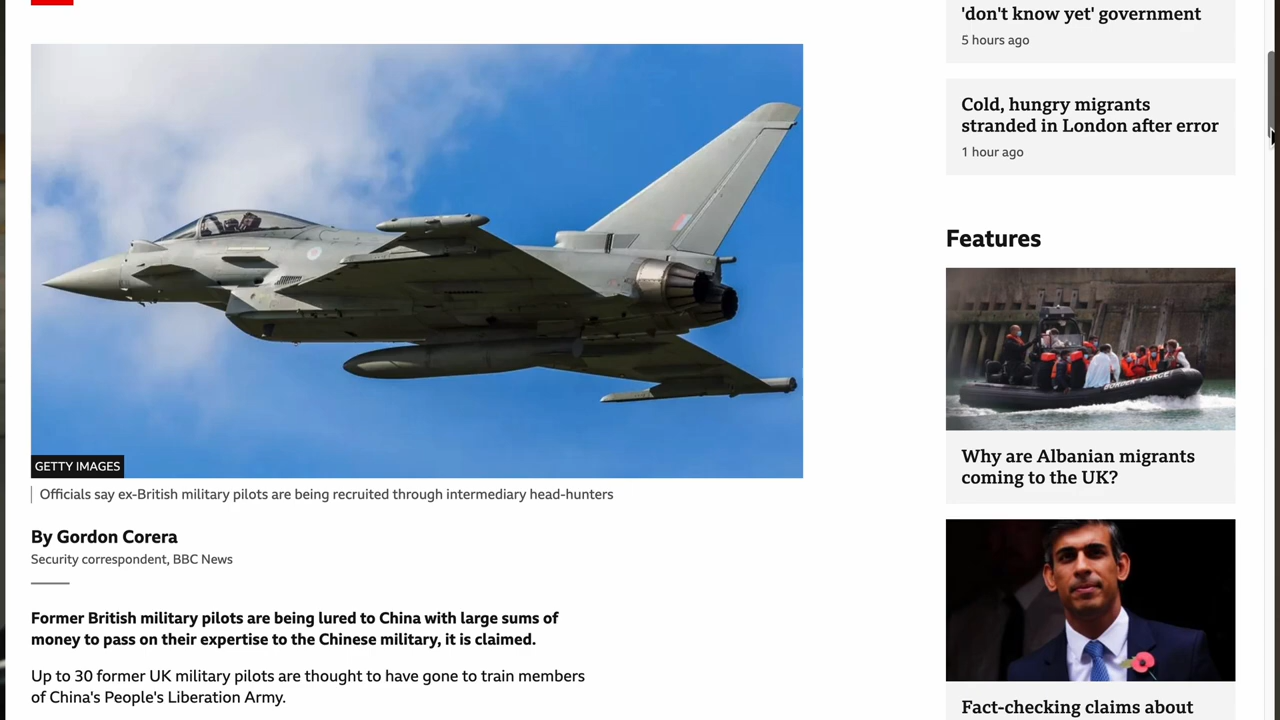 GETTY IMAGES
Officials say ex-British military pilots are being recruited through intermediary head-hunters
By Gordon Corera
Security correspondent, BBC News
Former British military pilots are being lured to China with large sums of
money to pass on their expertise to the Chinese military, it is claimed.
Up to 30 former UK military pilots are thought to have gone to train members
of China's People's Liberation Army.
'don't know yet' government
5 hours ago
Cold, hungry migrants
stranded in London after error
1 hour ago
Features
BORDER FORCE
Why are Albanian migrants
coming to the UK?
Fact-checking claims about